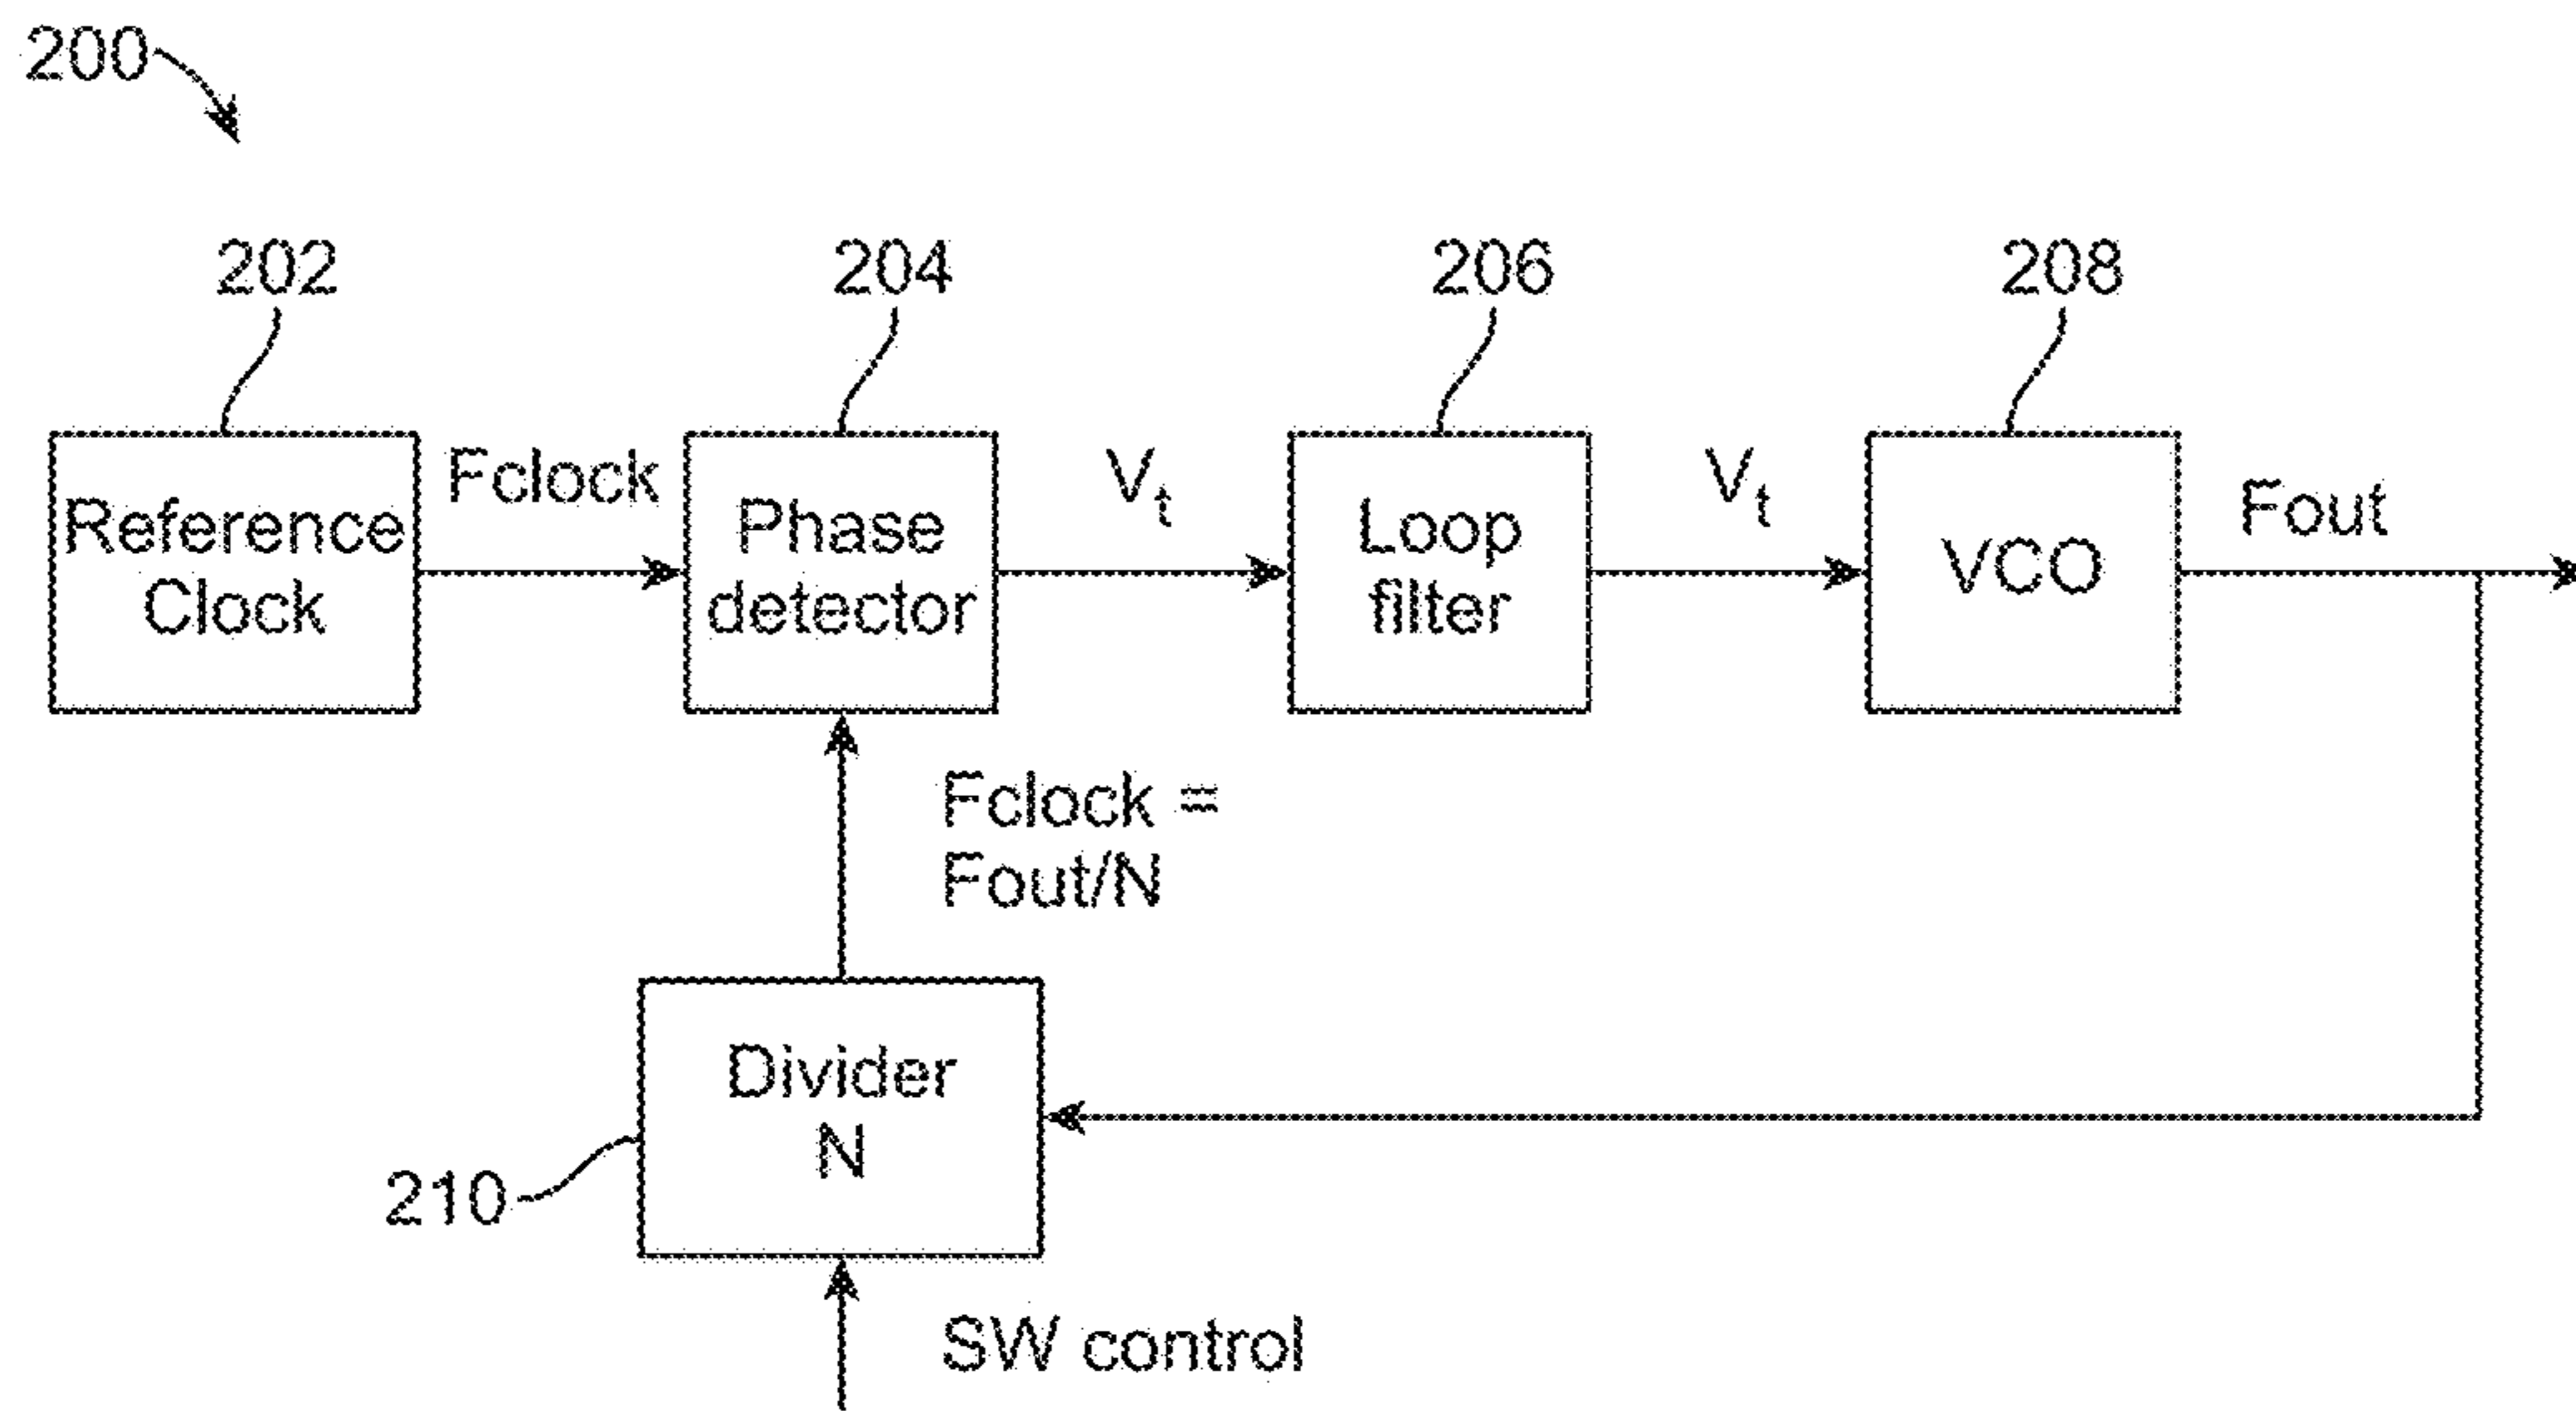 200
202
204
206
208
Reference
Clock
Fclock
Phase
detector
Vt
Loop
filter
Vt
VCO
Fout
Fclock =
Fout/N
Divider
N
210
SW control